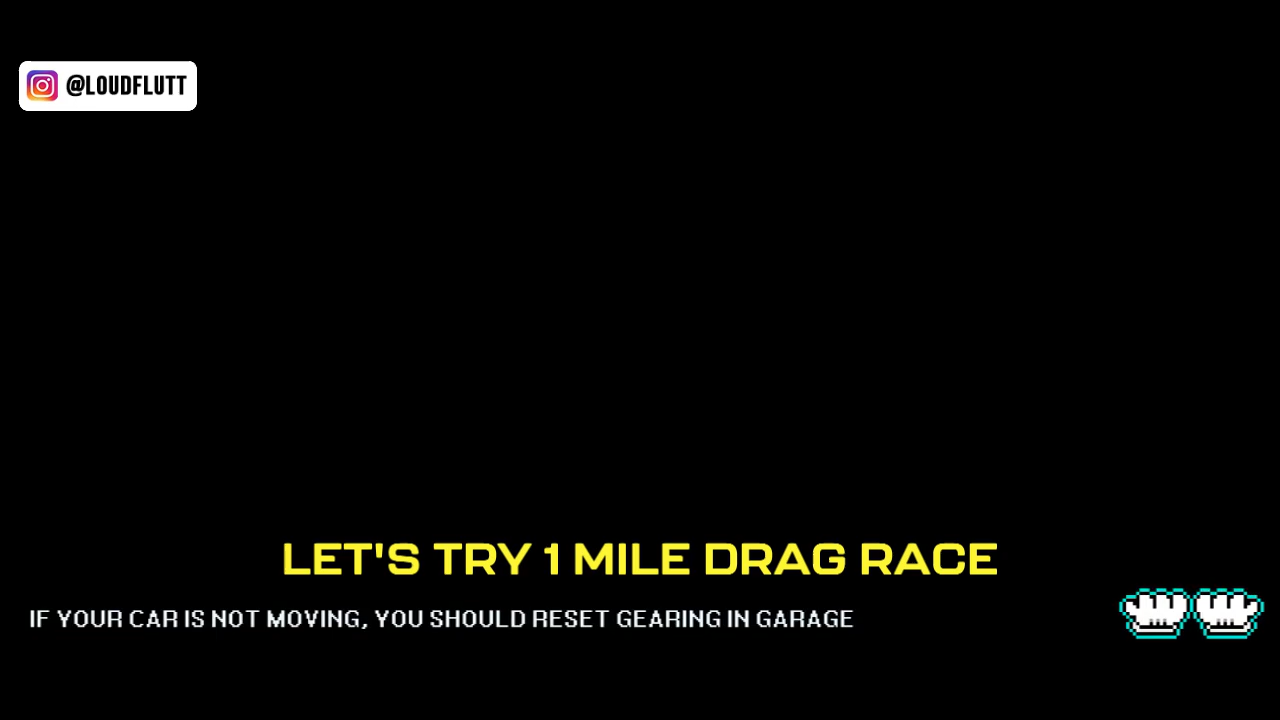 @LOUDFLUTT
LET'S TRY 1 MILE DRAG RACE
IF YOUR CAR IS NOT MOVING, YOU SHOULD RESET GEARING IN GARAGE